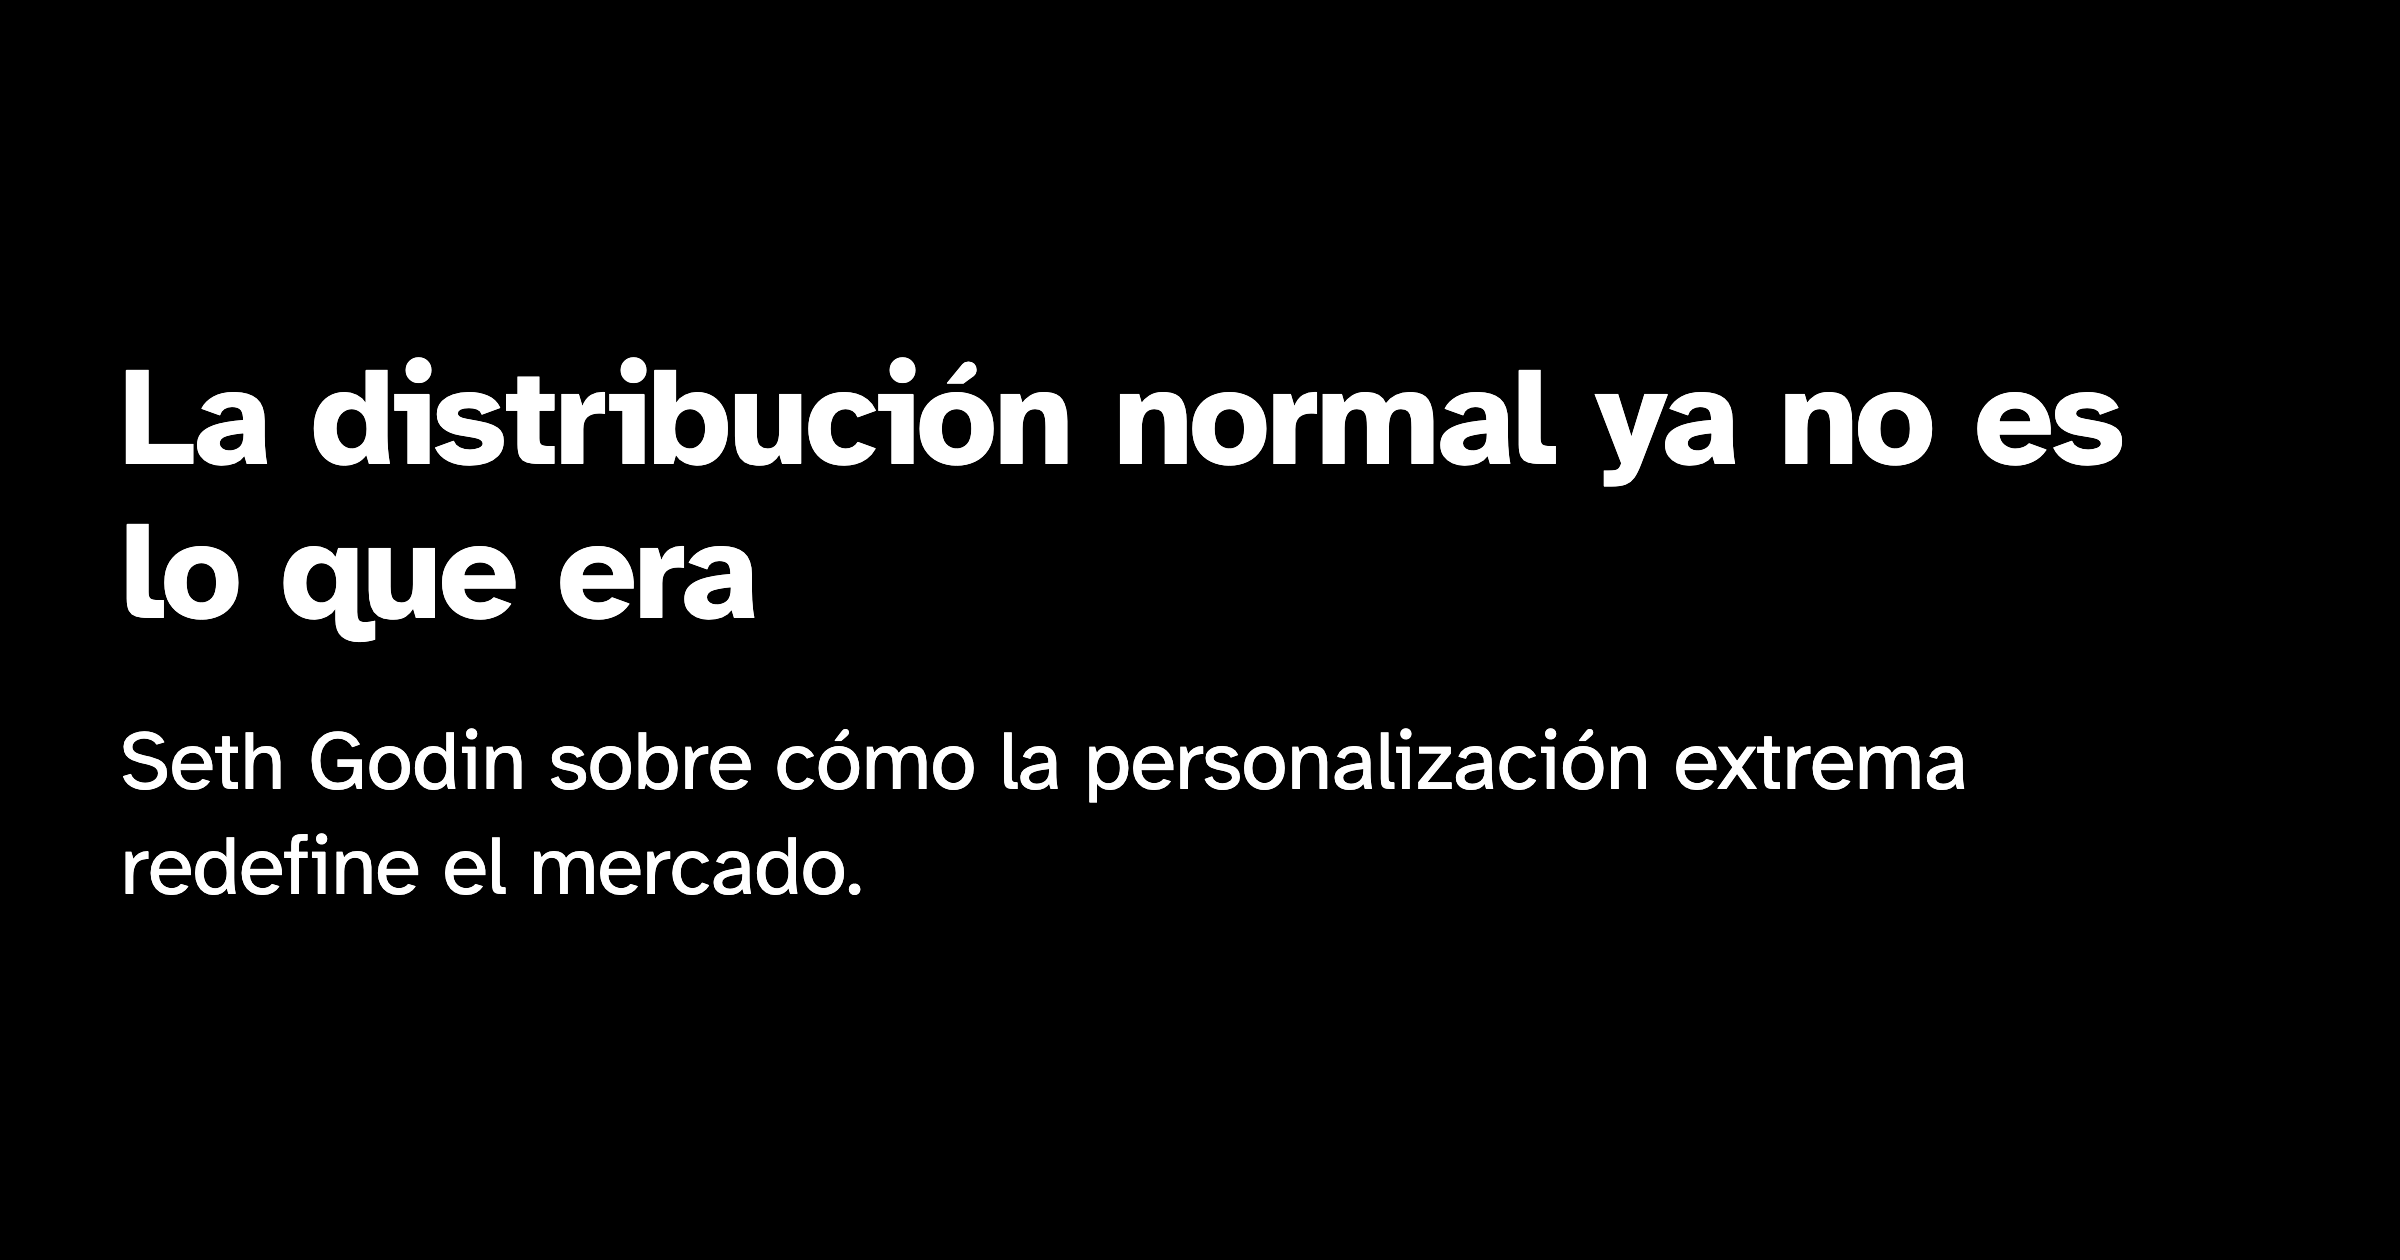 La distribución normal ya no es
lo que era
Seth Godin sobre cómo la personalización extrema
redefine el mercado.